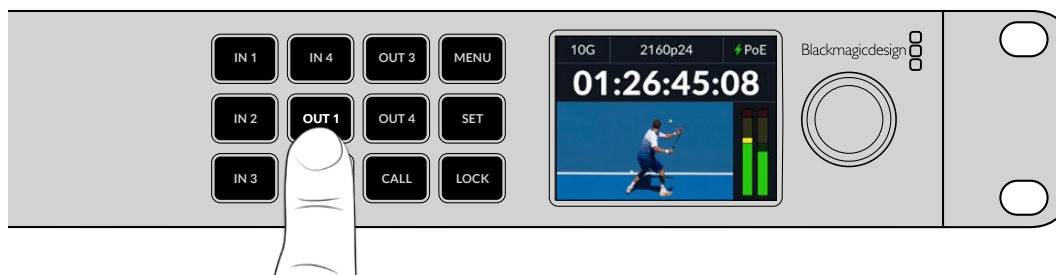 IN 1 IN 4 OUT 3 MENU
IN 2 OUT 1 OUT 4 SET
IN 3 CALL LOCK
10G 2160p24 PoE
01:26:45:08
Blackmagicdesign